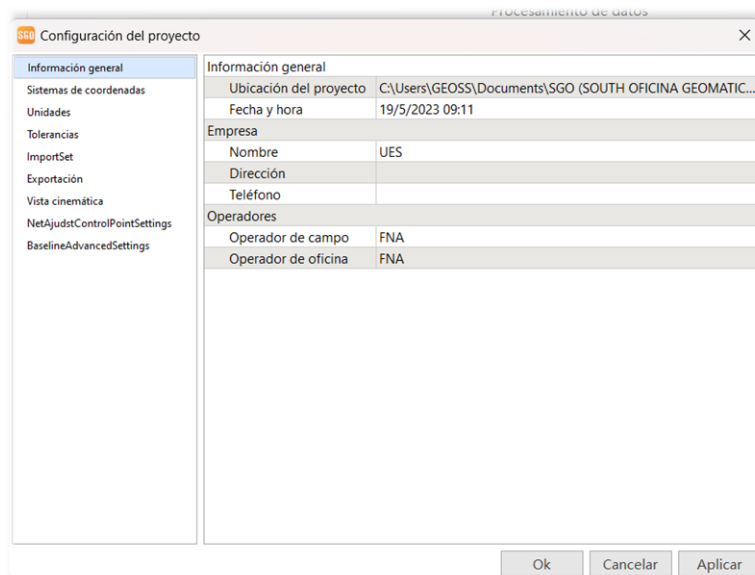 Procesamiento de datos
SGO Configuración del proyecto
Información general
Sistemas de coordenadas
Unidades
Tolerancias
ImportSet
Exportación
Vista cinemática
NetAjudstControlPointSettings
BaselineAdvancedSettings
Información general
Ubicación del proyecto C:\Users\GEOSS\Documents\SGO (SOUTH OFICINA GEOMATIC...
Fecha y hora 19/5/2023 09:11
Empresa
Nombre UES
Dirección
Teléfono
Operadores
Operador de campo FNA
Operador de oficina FNA
Ok Cancelar Aplicar